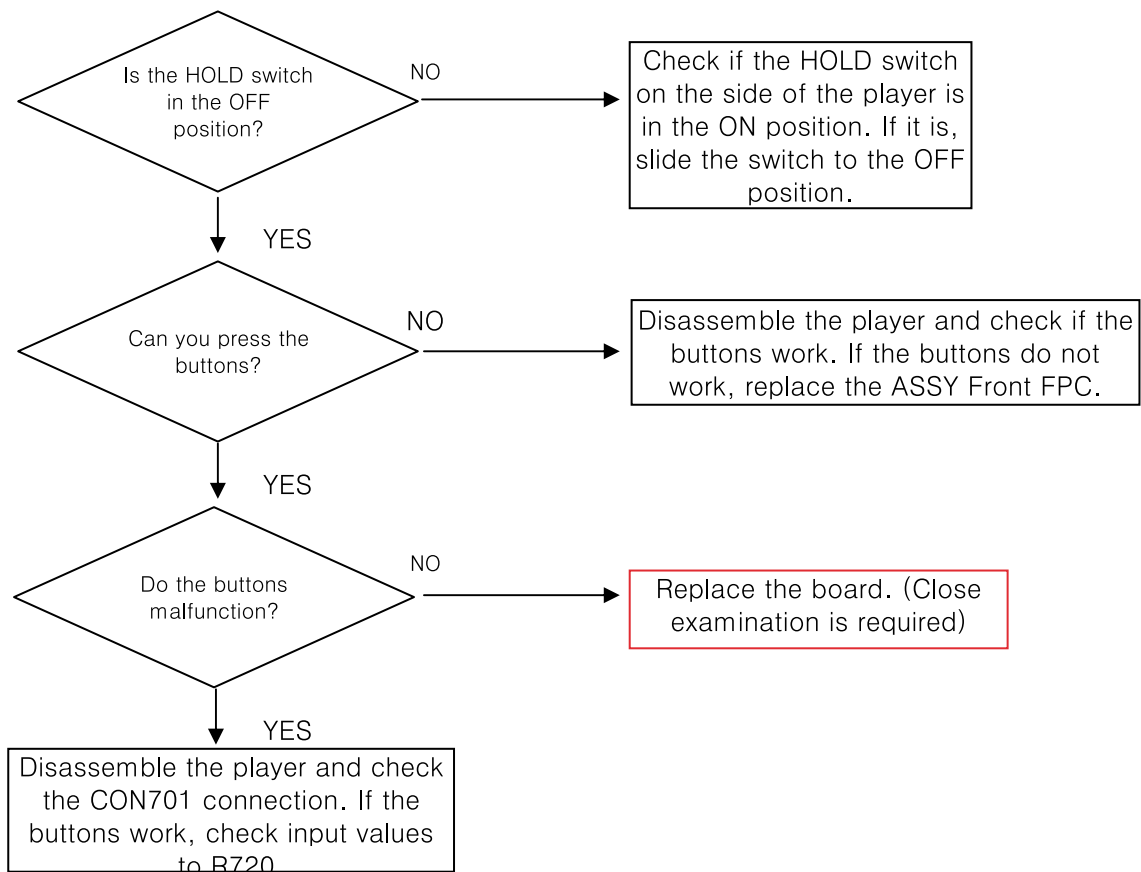 Is the HOLD switch
in the OFF
position?
NO
Check if the HOLD switch
on the side of the player is
in the ON position. If it is,
slide the switch to the OFF
position.
YES
Can you press the
buttons?
NO
Disassemble the player and check if the
buttons work. If the buttons do not
work, replace the ASSY Front FPC.
YES
Do the buttons
malfunction?
NO
Replace the board. (Close
examination is required)
YES
Disassemble the player and check
the CON701 connection. If the
buttons work, check input values
to R720